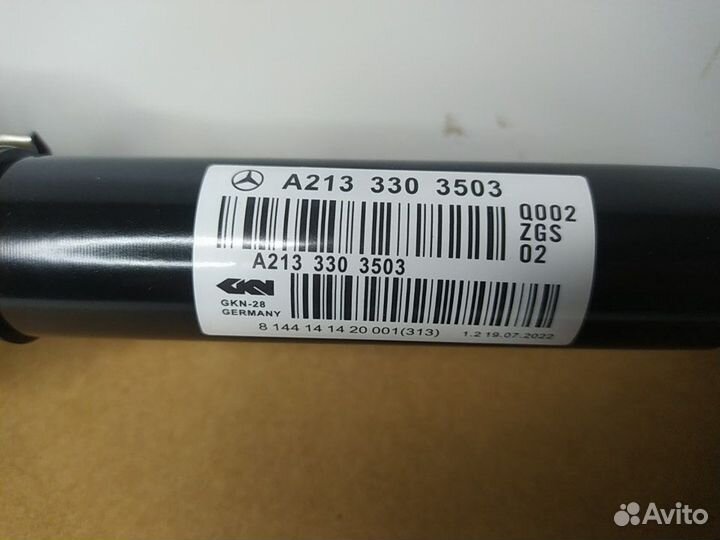 A213 330 3503
Q002
ZGS
02
A213 330 3503
GKN
GKN-28
GERMANY
8 144 14 14 20 001(313)
1.2 19.07.2022
Avito